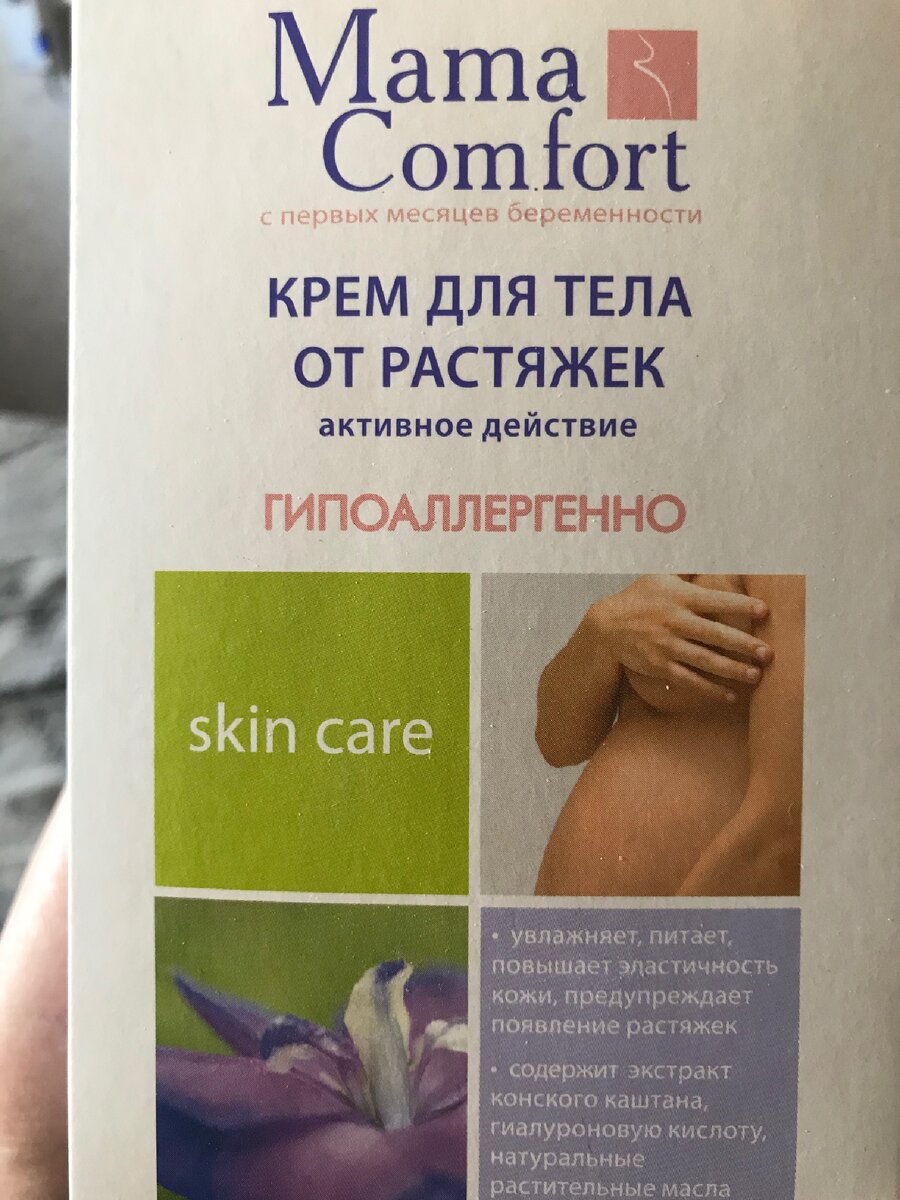 Mama
Comfort
с первых месяцев беременности
КРЕМ ДЛЯ ТЕЛА
ОТ РАСТЯЖЕК
активное действие
ГИПОАЛЛЕРГЕННО
skin care
• увлажняет, питает,
повышает эластичность
кожи, предупреждает
появление растяжек
• содержит экстракт
конского каштана,
гиалуроновую кислоту,
натуральные
растительные масла